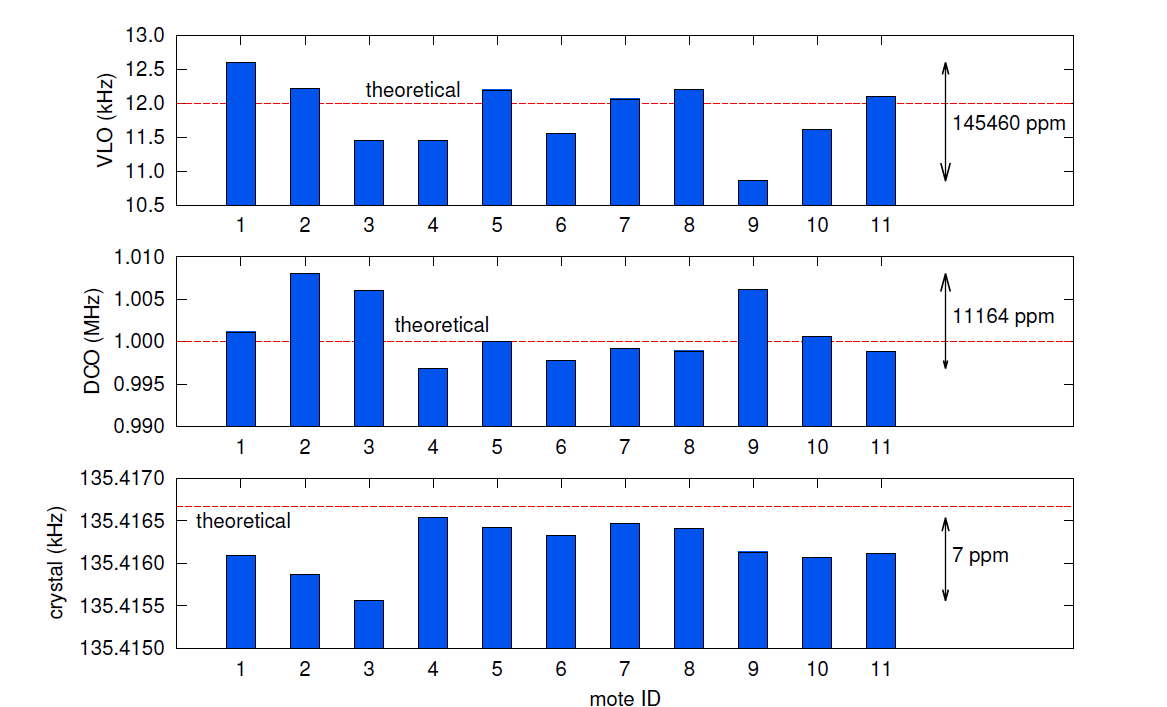 13.0
12.5
12.0
11.5
11.0
10.5
VLO (kHz)
theoretical
145460 ppm
1 2 3 4 5 6 7 8 9 10 11
1.010
1.005
1.000
0.995
0.990
DCO (MHz)
theoretical
11164 ppm
1 2 3 4 5 6 7 8 9 10 11
135.4170
135.4165
135.4160
135.4155
135.4150
crystal (kHz)
theoretical
7 ppm
1 2 3 4 5 6 7 8 9 10 11
mote ID